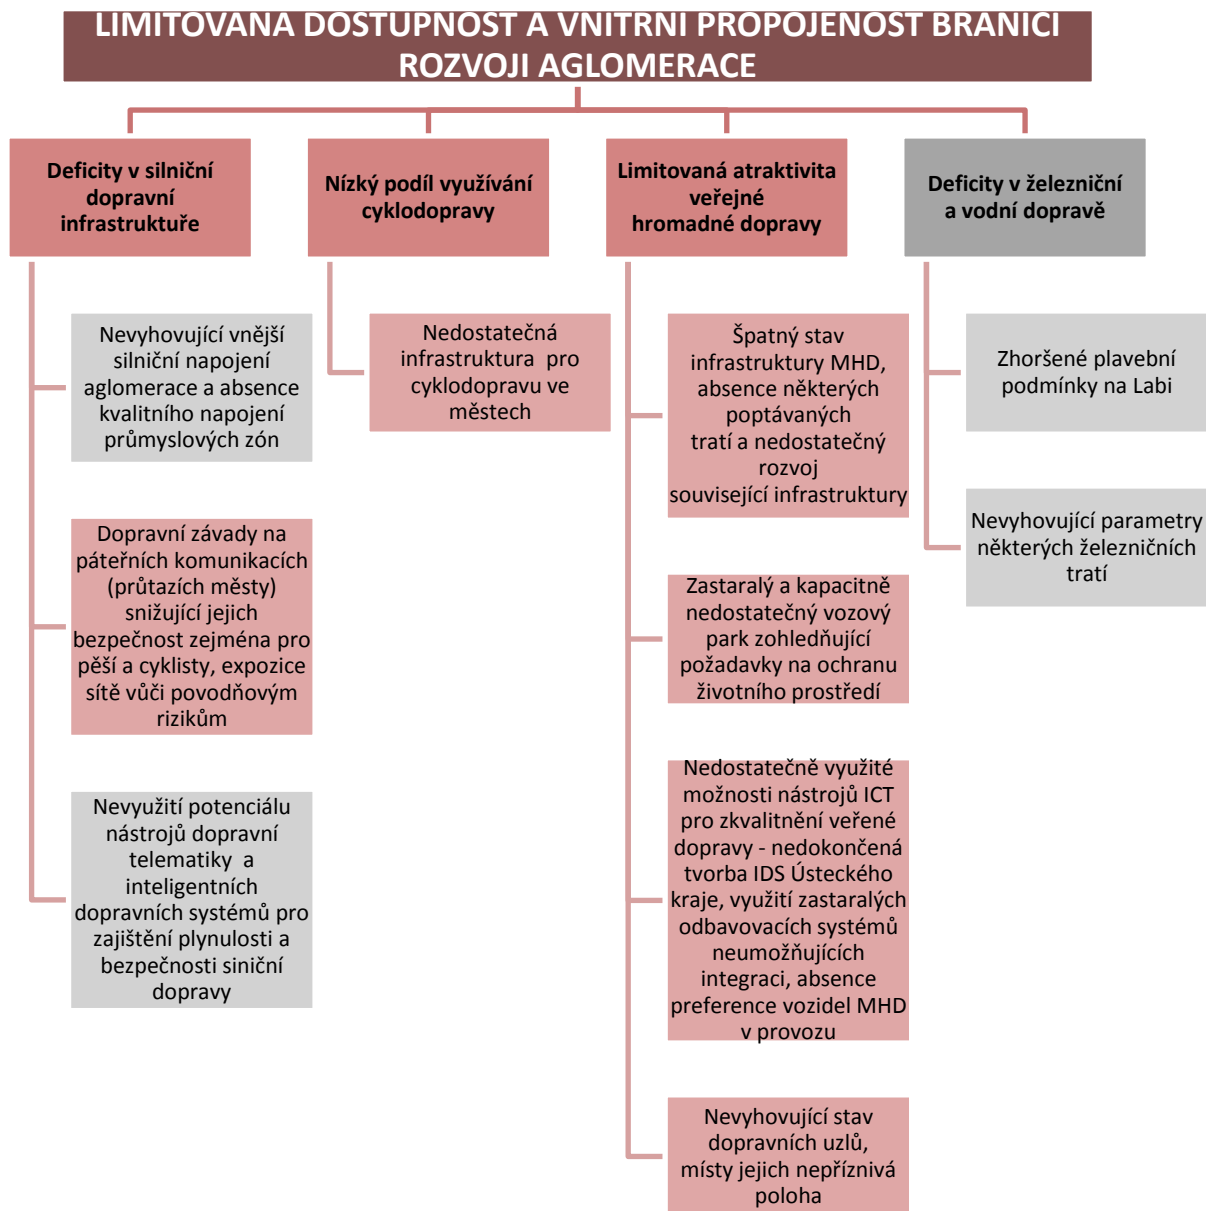 LIMITOVANÁ DOSTUPNOST A VNITŘNÍ PROPOJENOST BRÁNÍCÍ
ROZVOJI AGLOMERACE
Deficity v silniční
dopravní
infrastruktuře
Nevyhovující vnější
silniční napojení
aglomerace a absence
kvalitního napojení
průmyslových zón
Dopravní závady na
páteřních komunikacích
(průtazích městy)
snižující jejich
bezpečnost zejména pro
pěší a cyklisty, expozice
sítě vůči povodňovým
rizikům
Nevyužití potenciálu
nástrojů dopravní
telematiky a
inteligentních
dopravních systémů pro
zajištění plynulosti a
bezpečnosti siniční
dopravy
Nízký podíl využívání
cyklodopravy
Nedostatečná
infrastruktura pro
cyklodopravu ve
městech
Limitovaná atraktivita
veřejné
hromadné dopravy
Špatný stav
infrastruktury MHD,
absence některých
poptávaných
tratí a nedostatečný
rozvoj
související infrastruktury
Zastaralý a kapacitně
nedostatečný vozový
park zohledňující
požadavky na ochranu
životního prostředí
Nedostatečně využité
možnosti nástrojů ICT
pro zkvalitnění veřené
dopravy - nedokončená
tvorba IDS Ústeckého
kraje, využití zastaralých
odbavovacích systémů
neumožňujících
integraci, absence
preference vozidel MHD
v provozu
Nevyhovující stav
dopravních uzlů,
místy jejich nepříznivá
poloha
Deficity v železniční
a vodní dopravě
Zhoršené plavební
podmínky na Labi
Nevyhovující parametry
některých železničních
tratí